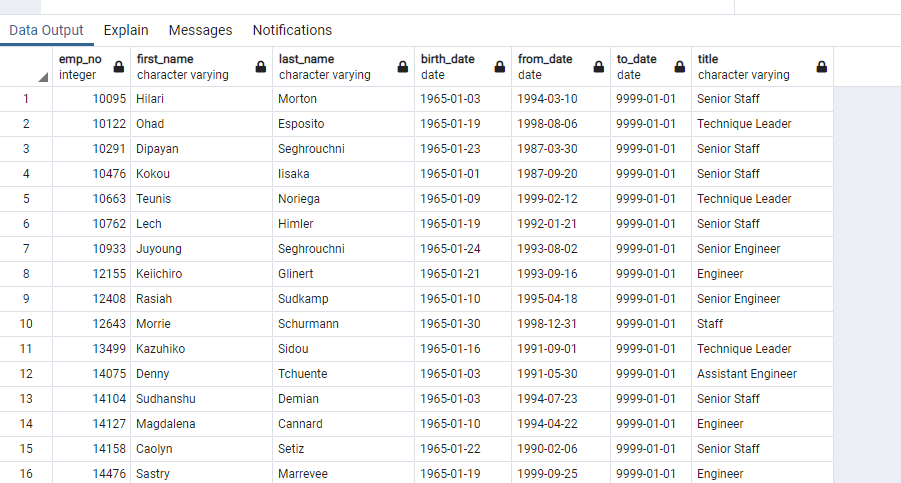 Data Output Explain Messages Notifications
emp_no first_name last_name birth_date from_date to_date title
integer character varying character varying date date date character varying
1 10095 Hilari Morton 1965-01-03 1994-03-10 9999-01-01 Senior Staff
2 10122 Ohad Esposito 1965-01-19 1998-08-06 9999-01-01 Technique Leader
3 10291 Dipayan Seghrouchni 1965-01-23 1987-03-30 9999-01-01 Senior Staff
4 10476 Kokou Iisaka 1965-01-01 1987-09-20 9999-01-01 Senior Staff
5 10663 Teunis Noriega 1965-01-09 1999-02-12 9999-01-01 Technique Leader
6 10762 Lech Himler 1965-01-19 1992-01-21 9999-01-01 Senior Staff
7 10933 Juyoung Seghrouchni 1965-01-24 1993-08-02 9999-01-01 Senior Engineer
8 12155 Keiichiro Glinert 1965-01-21 1993-09-16 9999-01-01 Engineer
9 12408 Rasiah Sudkamp 1965-01-10 1995-04-18 9999-01-01 Senior Engineer
10 12643 Morrie Schurmann 1965-01-30 1998-12-31 9999-01-01 Staff
11 13499 Kazuhiko Sidou 1965-01-16 1991-09-01 9999-01-01 Technique Leader
12 14075 Denny Tchuente 1965-01-03 1991-05-30 9999-01-01 Assistant Engineer
13 14104 Sudhanshu Demian 1965-01-03 1994-07-23 9999-01-01 Senior Staff
14 14127 Magdalena Cannard 1965-01-10 1994-04-22 9999-01-01 Engineer
15 14158 Caolyn Setiz 1965-01-22 1990-02-06 9999-01-01 Senior Staff
16 14476 Sastry Marrevee 1965-01-19 1999-09-25 9999-01-01 Engineer